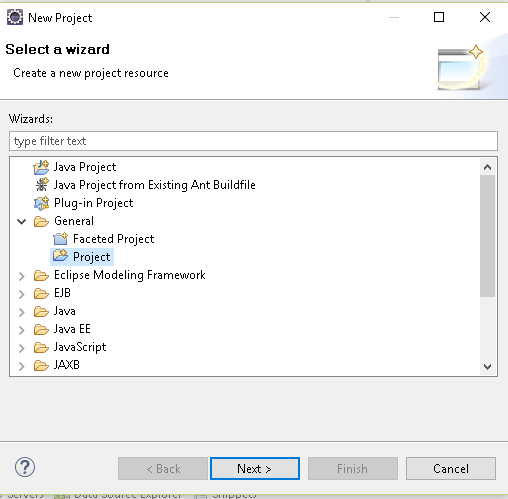 New Project
Select a wizard
Create a new project resource
Wizards:
type filter text
Java Project
Java Project from Existing Ant Buildfile
Plug-in Project
General
Faceted Project
Project
Eclipse Modeling Framework
EJB
Java
Java EE
JavaScript
JAXB
?
< Back Next > Finish Cancel
Servers Data Source Explorer Snippets